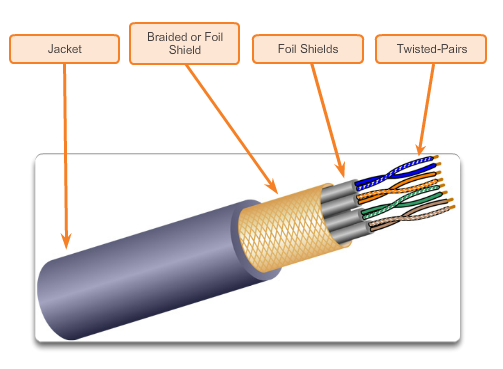 Jacket
Braided or Foil
Shield
Foil Shields
Twisted-Pairs